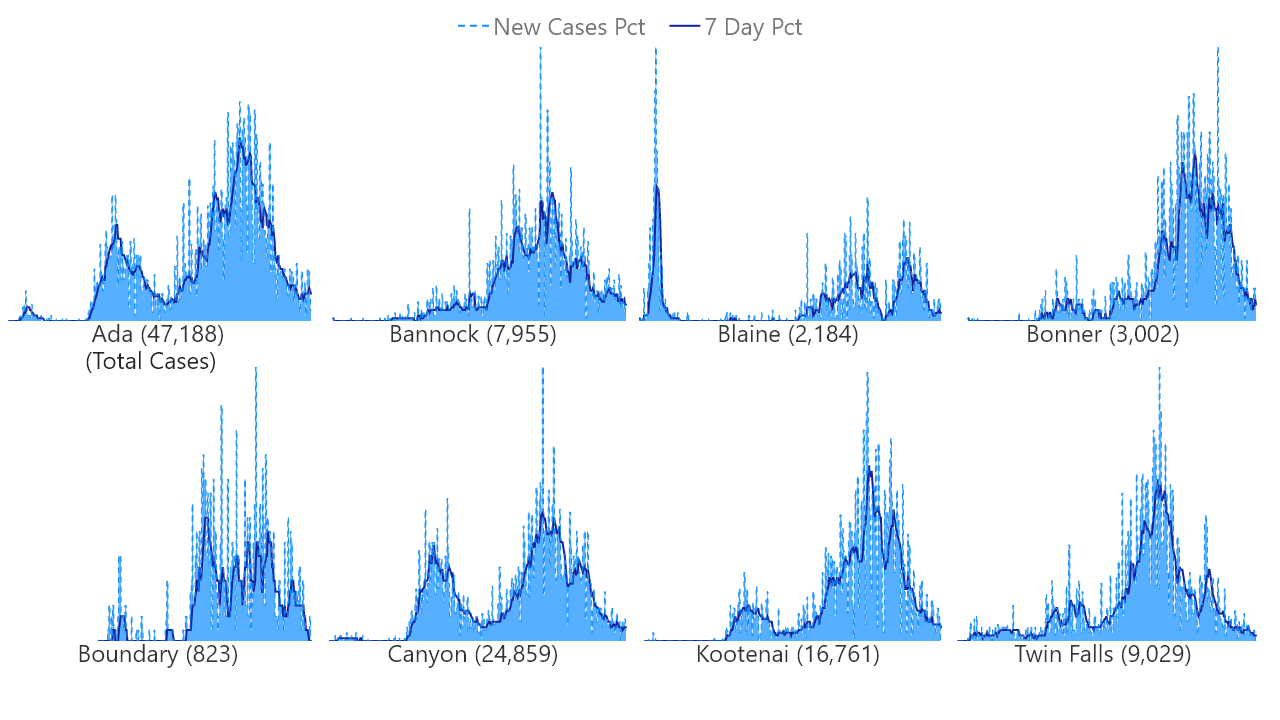 New Cases Pct 7 Day Pct
Ada (47,188) Bannock (7,955) Blaine (2,184) Bonner (3,002)
(Total Cases)
Boundary (823) Canyon (24,859) Kootenai (16,761) Twin Falls (9,029)